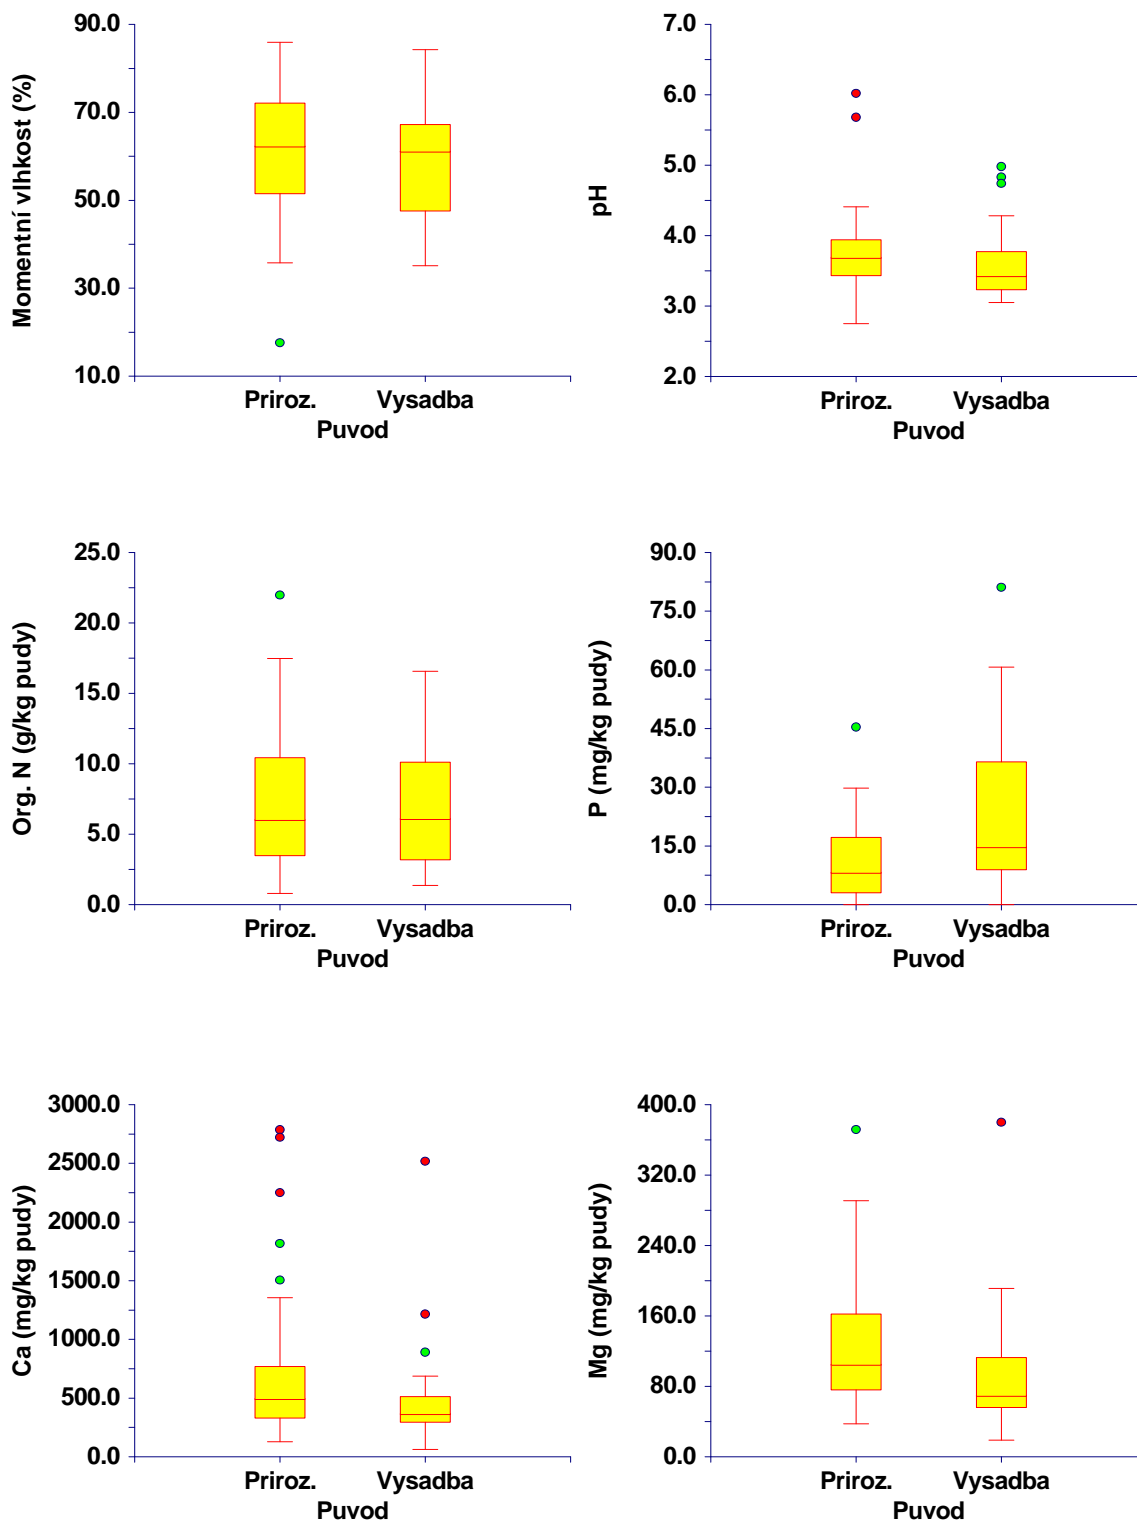 Momentní vlhkost (%)
90.0
70.0
50.0
30.0
10.0
Priroz. Vysadba
Puvod
pH
7.0
6.0
5.0
4.0
3.0
2.0
Priroz. Vysadba
Puvod
Org. N (g/kg pudy)
25.0
20.0
15.0
10.0
5.0
0.0
Priroz. Vysadba
Puvod
P (mg/kg pudy)
90.0
75.0
60.0
45.0
30.0
15.0
0.0
Priroz. Vysadba
Puvod
Ca (mg/kg pudy)
3000.0
2500.0
2000.0
1500.0
1000.0
500.0
0.0
Priroz. Vysadba
Puvod
Mg (mg/kg pudy)
400.0
320.0
240.0
160.0
80.0
0.0
Priroz. Vysadba
Puvod